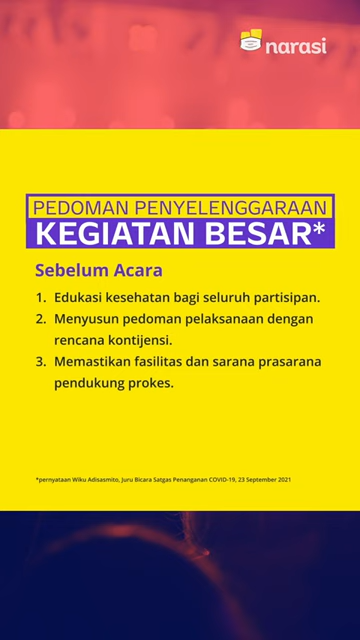 narasi
PEDOMAN PENYELENGGARAAN
KEGIATAN BESAR*
Sebelum Acara
1. Edukasi kesehatan bagi seluruh partisipan.
2. Menyusun pedoman pelaksanaan dengan
rencana kontijensi.
3. Memastikan fasilitas dan sarana prasarana
pendukung prokes.
*pernyataan Wiku Adisasmito, Juru Bicara Satgas Penanganan COVID-19, 23 September 2021